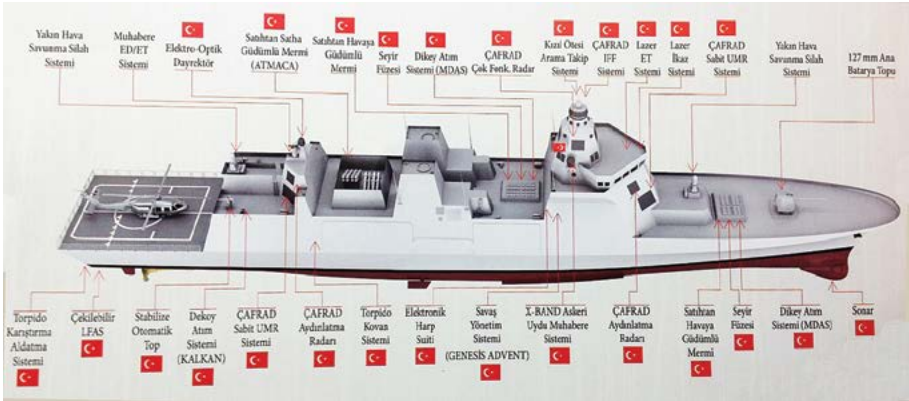 Yakın Hava
Savunma Silah
Sistemi
Muhabere
ED/ET
Sistemi
Elektro-Optik
Dayrektör
Satıhtan Satha
Güdümlü Mermi
(ATMACA)
Satıhtan Havaya
Güdümlü
Mermi
Seyir
Füzesi
Dikey Atım
Sistemi (MDAS)
ÇAFRAD
Çok Fonk. Radar
Kızıl Ötesi
Arama Takip
Sistemi
ÇAFRAD
IFF
Sistemi
Lazer
ET
Sistemi
Lazer
İkaz
Sistemi
ÇAFRAD
Sabit UMR
Sistemi
Yakın Hava
Savunma Silah
Sistemi
127 mm Ana
Batarya Topu
Torpido
Karıştırma
Aldatma
Sistemi
Çekilebilir
LFAS
Stabilize
Otomatik
Top
Dekoy
Atım
Sistemi
(KALKAN)
ÇAFRAD
Sabit UMR
Sistemi
ÇAFRAD
Aydınlatma
Radarı
Torpido
Kovan
Sistemi
Elektronik
Harp
Suiti
Savaş
Yönetim
Sistemi
(GENESİS ADVENT)
X-BAND Askeri
Uydu Muhabere
Sistemi
ÇAFRAD
Aydınlatma
Radarı
Satıhtan
Havaya
Güdümlü
Mermi
Seyir
Füzesi
Dikey Atım
Sistemi (MDAS)
Sonar